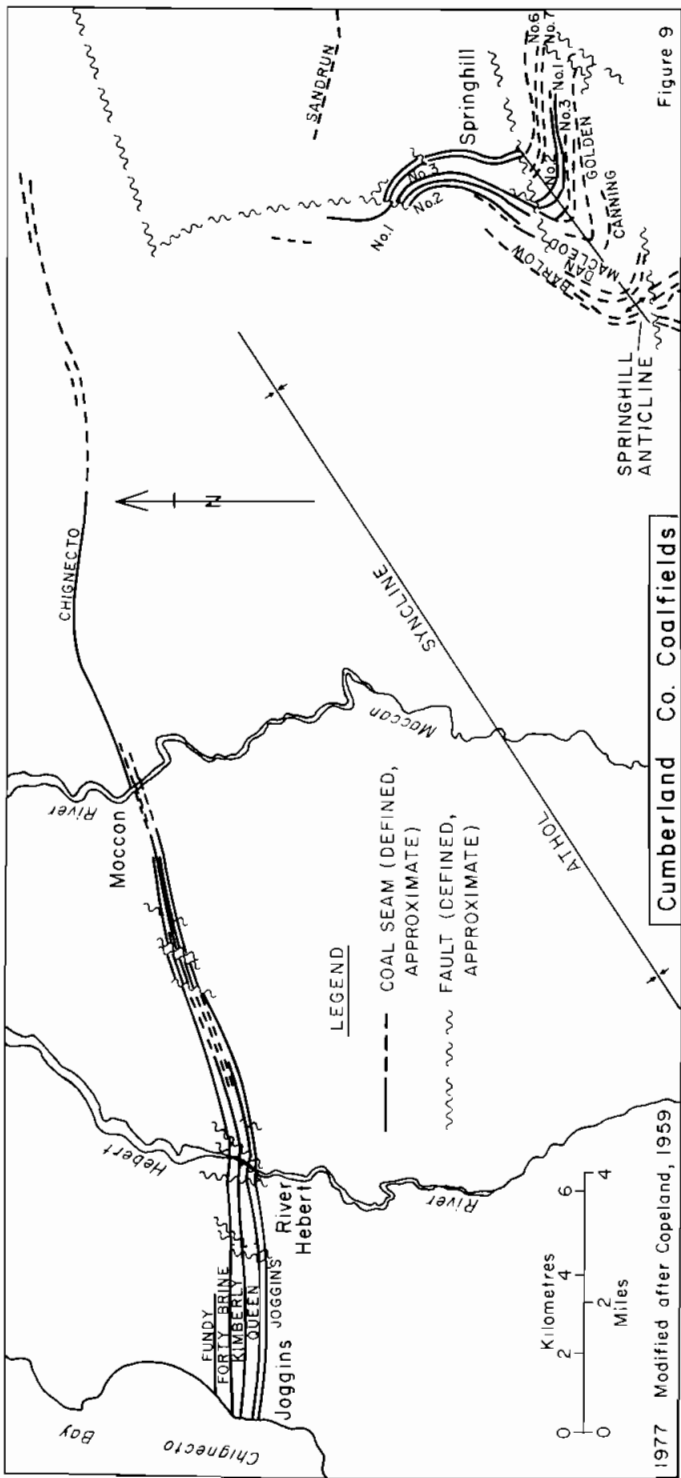 Chignecto
Bay
FUNDY
FORTY BRINE
KIMBERLY
QUEEN
JOGGINS
Joggins
River
Hebert
Hebert
River
River
Moccon
Moccan
CHIGNECTO
N
ATHOL
SYNCLINE
SANDRUN
Springhill
No.1
No.2
No.3
No.6
No.7
No.1
No.3
No.2
GOLDEN
CANNING
MACLEOD
DAN
BARLOW
SPRINGHILL
ANTICLINE
LEGEND
COAL SEAM (DEFINED,
APPROXIMATE)
FAULT (DEFINED,
APPROXIMATE)
Kilometres
0 2 4 6
0 2 4
Miles
1977 Modified after Copeland, 1959
Cumberland Co. Coalfields
Figure 9